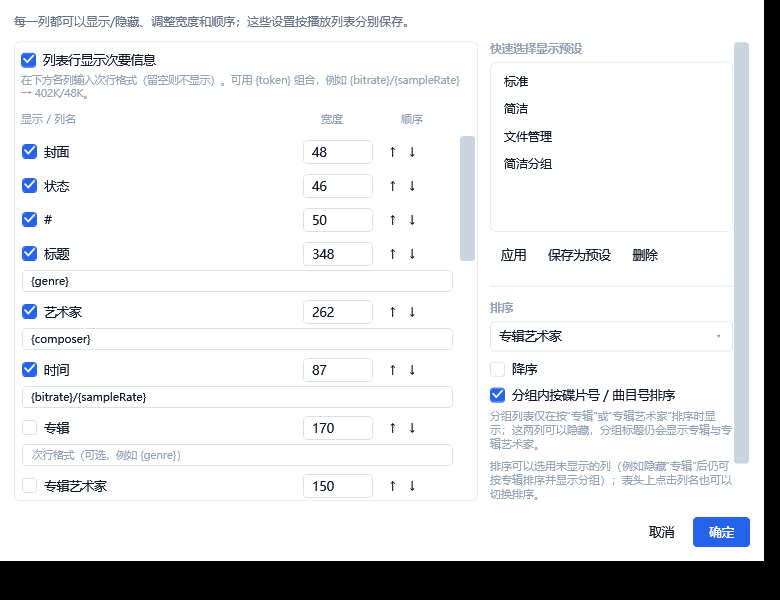 每一列都可以显示/隐藏、调整宽度和顺序；这些设置按播放列表分别保存。
列表行显示次要信息
在下方各列输入次行格式（留空则不显示）。可用 {token} 组合，例如 {bitrate}/{sampleRate}
→ 402K/48K。
显示 / 列名 宽度 顺序
封面 48 ↑ ↓
状态 46 ↑ ↓
# 50 ↑ ↓
标题 348 ↑ ↓
{genre}
艺术家 262 ↑ ↓
{composer}
时间 87 ↑ ↓
{bitrate}/{sampleRate}
专辑 170 ↑ ↓
次行格式（可选，例如 {genre}）
专辑艺术家 150 ↑ ↓
快速选择显示预设
标准
简洁
文件管理
简洁分组
应用 保存为预设 删除
排序
专辑艺术家
降序
分组内按碟片号 / 曲目号排序
分组列表仅在按"专辑"或"专辑艺术家"排序时显
示；这两列可以隐藏，分组标题仍会显示专辑与专
辑艺术家。
排序可以选用未显示的列（例如隐藏"专辑"后仍可
按专辑排序并显示分组）；表头上点击列名也可以
切换排序。
取消 确定